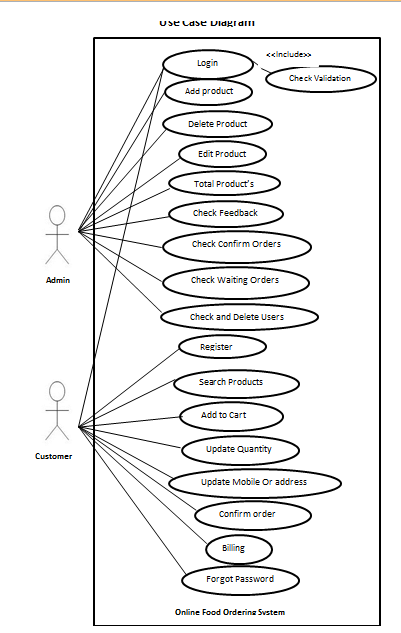 Use Case Diagram
<<Include>>
Login
Check Validation
Add product
Delete Product
Edit Product
Total Product's
Check Feedback
Check Confirm Orders
Check Waiting Orders
Admin
Check and Delete Users
Register
Search Products
Add to Cart
Customer
Update Quantity
Update Mobile Or address
Confirm order
Billing
Forgot Password
Online Food Ordering System